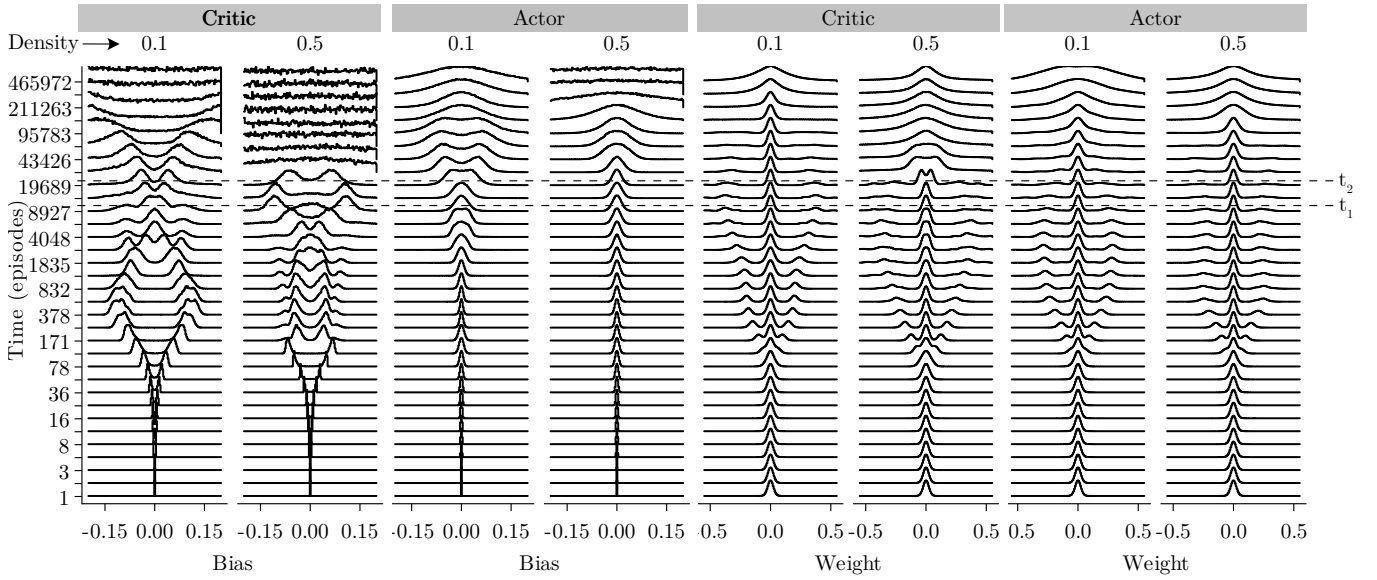 Critic Actor Critic Actor
Density 0.1 0.5 0.1 0.5 0.1 0.5 0.1 0.5
465972
211263
95783
43426
19689
8927
4048
1835
832
378
171
78
36
16
8
3
1
Time (episodes)
t2
t1
-0.15 0.00 0.15 -0.15 0.00 0.15 -0.15 0.00 0.15 -0.15 0.00 0.15 -0.5 0.0 0.5 -0.5 0.0 0.5 -0.5 0.0 0.5 -0.5 0.0 0.5
Bias Bias Weight Weight